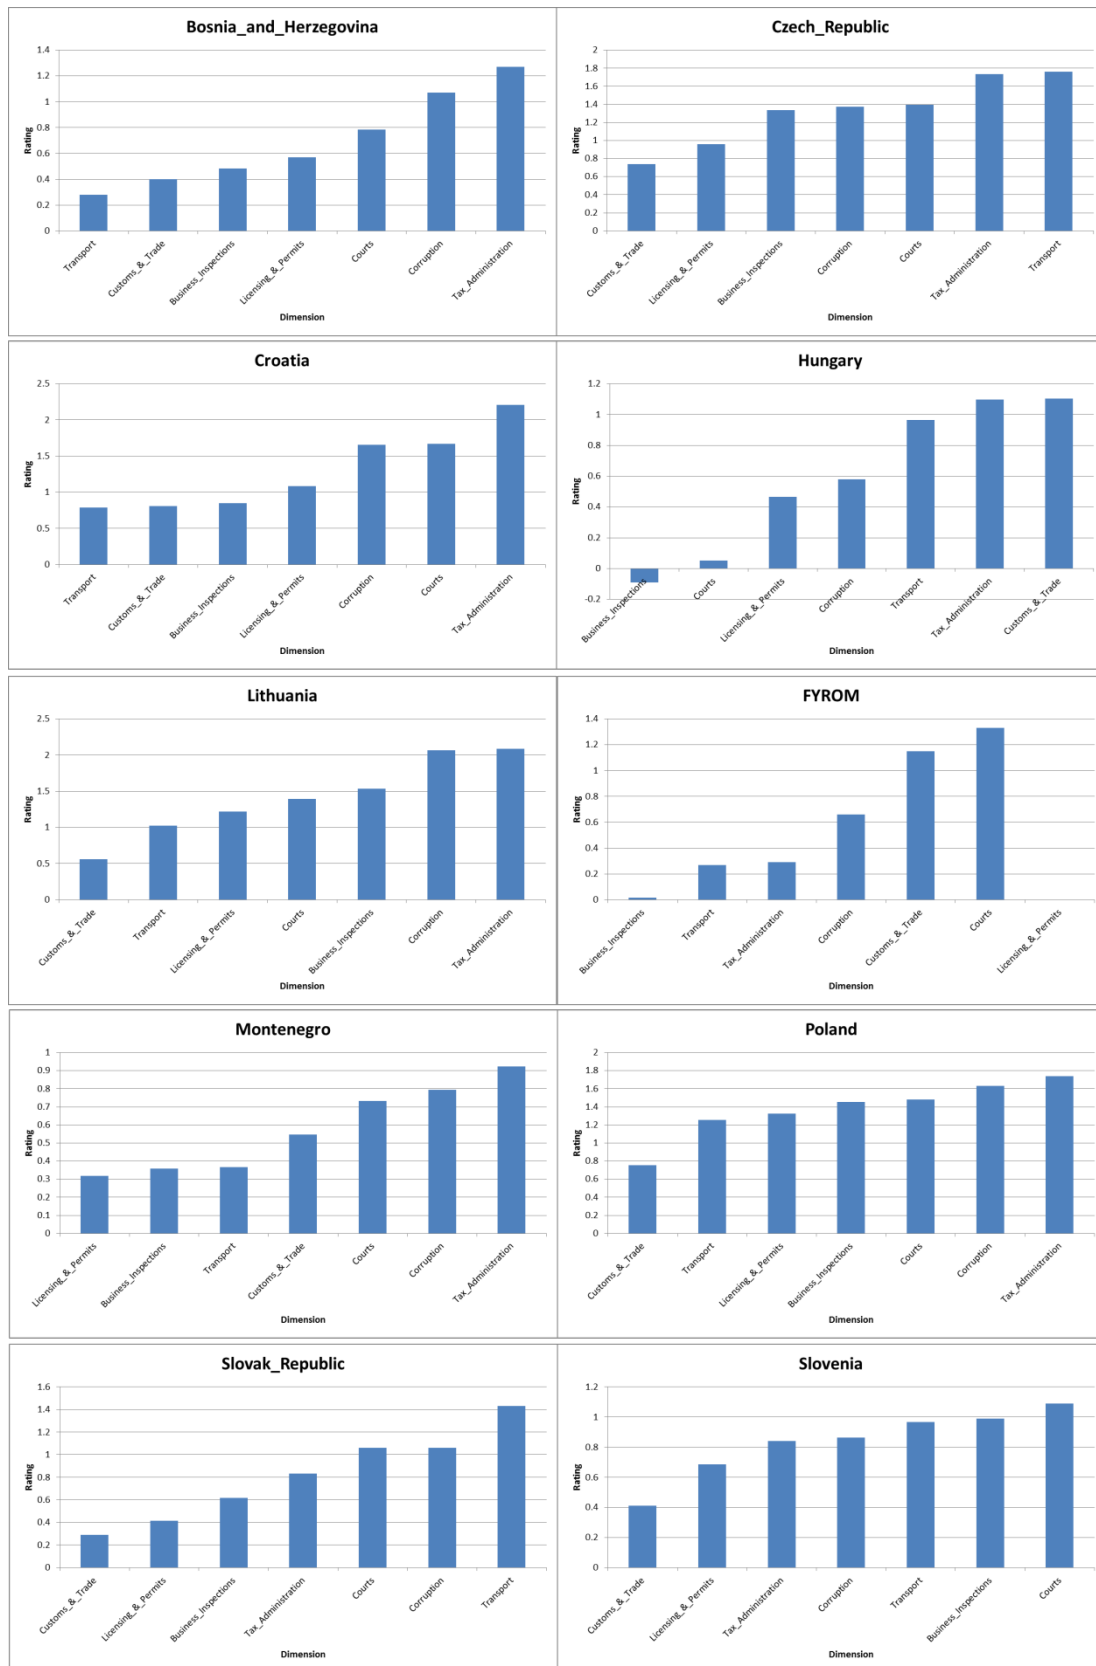 Bosnia_and_Herzegovina
1.4
1.2
1
0.8
0.6
0.4
0.2
0
Rating
Transport
Customs_&_Trade
Business_Inspections
Licensing_&_Permits
Courts
Corruption
Tax_Administration
Dimension
Czech_Republic
2
1.8
1.6
1.4
1.2
1
0.8
0.6
0.4
0.2
0
Rating
Customs_&_Trade
Licensing_&_Permits
Business_Inspections
Corruption
Courts
Tax_Administration
Transport
Dimension
Croatia
2.5
2
1.5
1
0.5
0
Rating
Transport
Customs_&_Trade
Business_Inspections
Licensing_&_Permits
Corruption
Courts
Tax_Administration
Dimension
Hungary
1.2
1
0.8
0.6
0.4
0.2
0
-0.2
Rating
Business_Inspections
Courts
Licensing_&_Permits
Corruption
Transport
Tax_Administration
Customs_&_Trade
Dimension
Lithuania
2.5
2
1.5
1
0.5
0
Rating
Customs_&_Trade
Transport
Licensing_&_Permits
Courts
Business_Inspections
Corruption
Tax_Administration
Dimension
FYROM
1.4
1.2
1
0.8
0.6
0.4
0.2
0
Rating
Business_Inspections
Transport
Tax_Administration
Corruption
Customs_&_Trade
Courts
Licensing_&_Permits
Dimension
Montenegro
1
0.9
0.8
0.7
0.6
0.5
0.4
0.3
0.2
0.1
0
Rating
Licensing_&_Permits
Business_Inspections
Transport
Customs_&_Trade
Courts
Corruption
Tax_Administration
Dimension
Poland
2
1.8
1.6
1.4
1.2
1
0.8
0.6
0.4
0.2
0
Rating
Customs_&_Trade
Transport
Licensing_&_Permits
Business_Inspections
Courts
Corruption
Tax_Administration
Dimension
Slovak_Republic
1.6
1.4
1.2
1
0.8
0.6
0.4
0.2
0
Rating
Customs_&_Trade
Licensing_&_Permits
Business_Inspections
Tax_Administration
Courts
Corruption
Transport
Dimension
Slovenia
1.2
1
0.8
0.6
0.4
0.2
0
Rating
Customs_&_Trade
Licensing_&_Permits
Tax_Administration
Corruption
Transport
Business_Inspections
Courts
Dimension